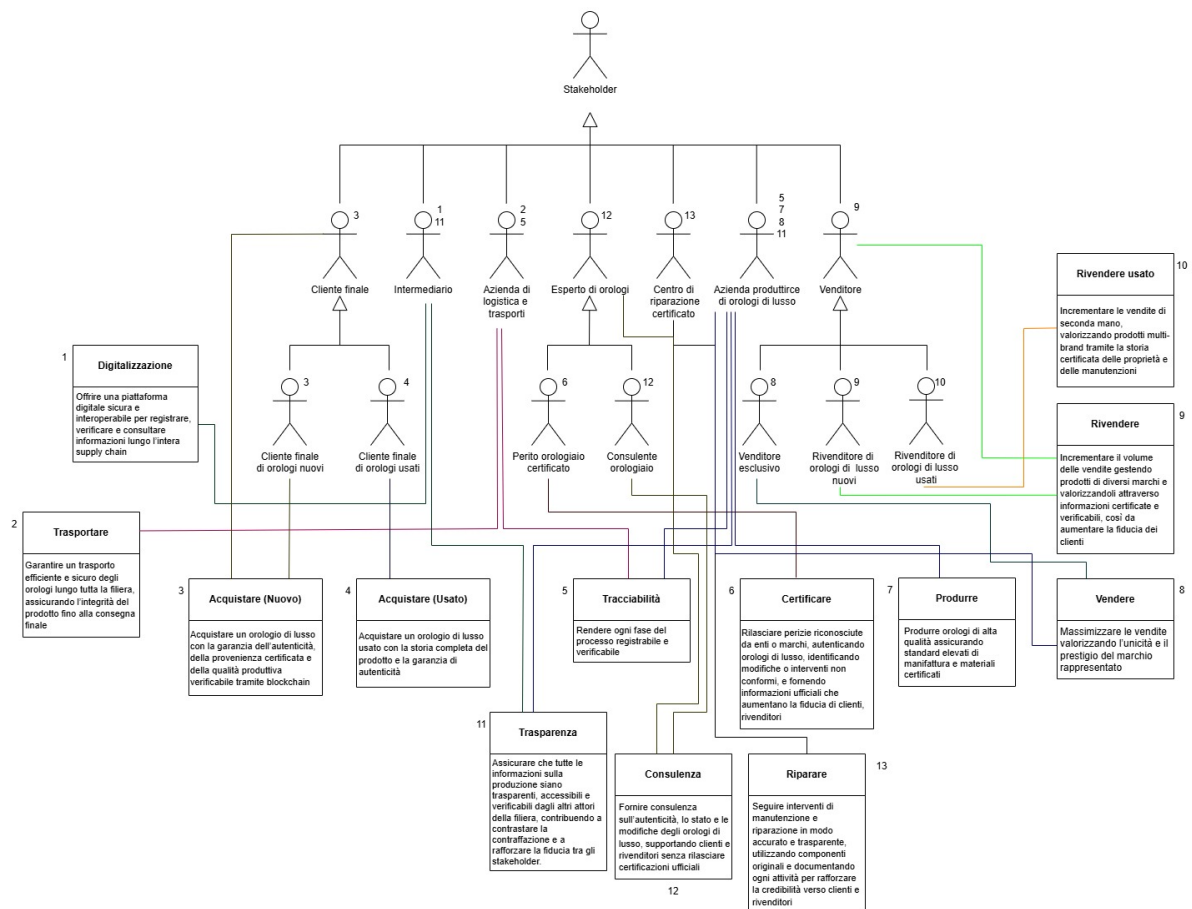 Stakeholder
3
1
11
2
5
12
13
5
7
8
11
9
Cliente finale
Intermediario
Azienda di
logistica e
trasporti
Esperto di orologi
Centro di
riparazione
certificato
Azienda produttirce
di orologi di lusso
Venditore
10
Rivendere usato
Incrementare le vendite di
seconda mano,
valorizzando prodotti multi-
brand tramite la storia
certificata delle proprietà e
delle manutenzioni
1
Digitalizzazione
Offrire una piattaforma
digitale sicura e
interoperabile per registrare,
verificare e consultare
informazioni lungo l'intera
supply chain
3
Cliente finale
di orologi nuovi
4
Cliente finale
di orologi usati
6
Perito orologiaio
certificato
12
Consulente
orologiaio
8
Venditore
esclusivo
9
Rivenditore di
orologi di lusso
nuovi
10
Rivenditore di
orologi di lusso
usati
9
Rivendere
Incrementare il volume
delle vendite gestendo
prodotti di diversi marchi e
valorizzandoli attraverso
informazioni certificate e
verificabili, così da
aumentare la fiducia dei
clienti
2
Trasportare
Garantire un trasporto
efficiente e sicuro degli
orologi lungo tutta la filiera,
assicurando l'integrità del
prodotto fino alla consegna
finale
3
Acquistare (Nuovo)
Acquistare un orologio di lusso
con la garanzia dell'autenticità,
della provenienza certificata e
della qualità produttiva
verificabile tramite blockchain
4
Acquistare (Usato)
Acquistare un orologio di lusso
usato con la storia completa del
prodotto e la garanzia di
autenticità
5
Tracciabilità
Rendere ogni fase del
processo registrabile e
verificabile
6
Certificare
Rilasciare perizie riconosciute
da enti o marchi, autenticando
orologi di lusso, identificando
modifiche o interventi non
conformi, e fornendo
informazioni ufficiali che
aumentano la fiducia di clienti,
rivenditori
7
Produrre
Produrre orologi di alta
qualità assicurando
standard elevati di
manifattura e materiali
certificati
8
Vendere
Massimizzare le vendite
valorizzando l'unicità e il
prestigio del marchio
rappresentato
11
Trasparenza
Assicurare che tutte le
informazioni sulla
produzione siano
trasparenti, accessibili e
verificabili dagli altri attori
della filiera, contribuendo a
contrastare la
contraffazione e a
rafforzare la fiducia tra gli
stakeholder.
Consulenza
Fornire consulenza
sull'autenticità, lo stato e le
modifiche degli orologi di
lusso, supportando clienti e
rivenditori senza rilasciare
certificazioni ufficiali
12
13
Riparare
Seguire interventi di
manutenzione e
riparazione in modo
accurato e trasparente,
utilizzando componenti
originali e documentando
ogni attività per rafforzare
la credibilità verso clienti e
rivenditori